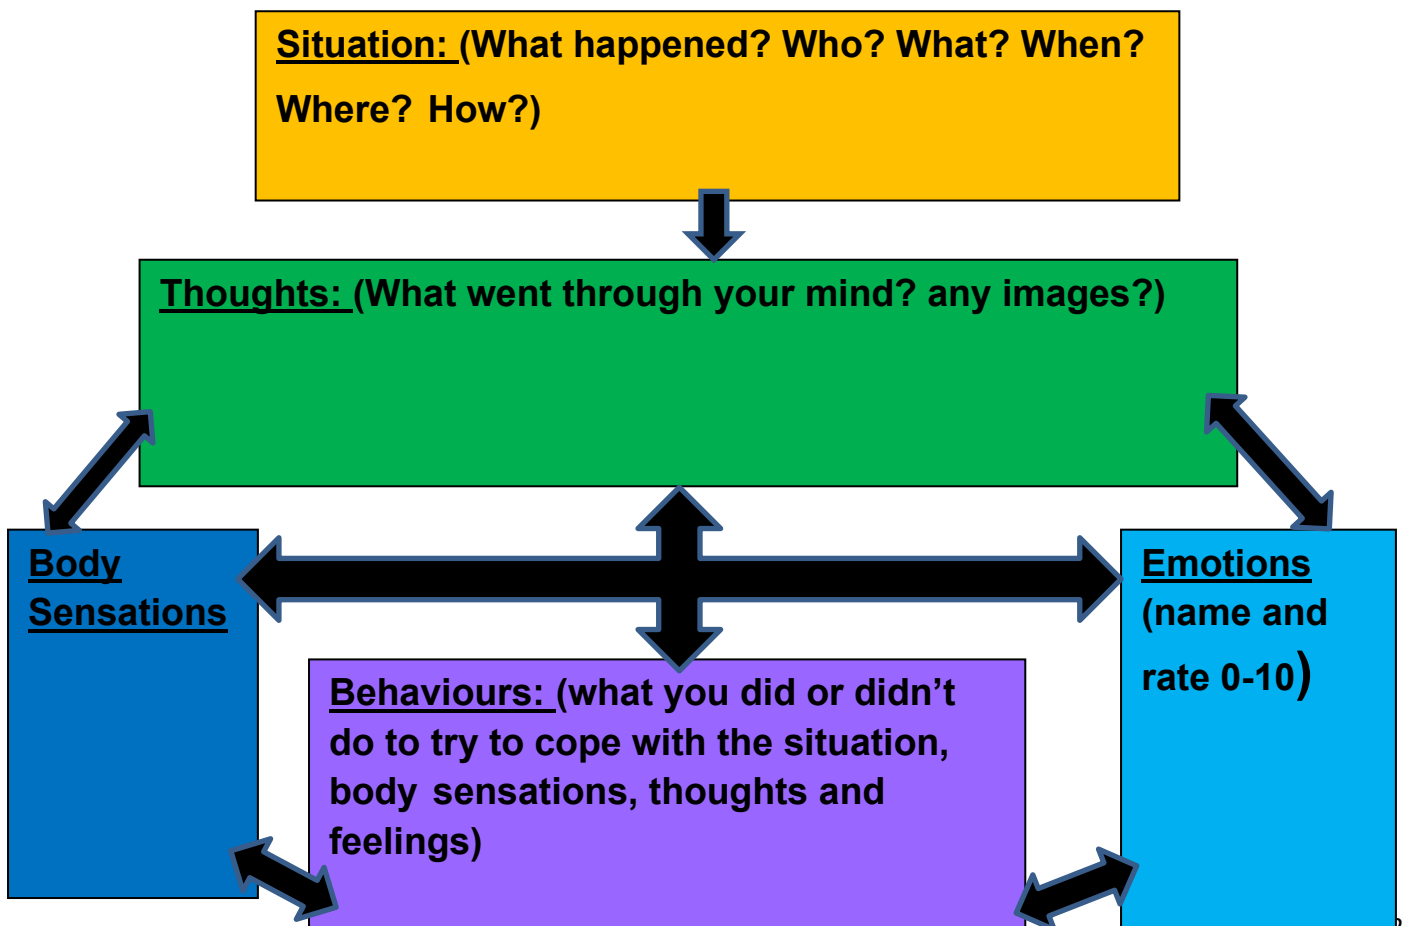 Situation: (What happened? Who? What? When?
Where? How?)
Thoughts: (What went through your mind? any images?)
Body
Sensations
Emotions
(name and
rate 0-10)
Behaviours: (what you did or didn’t
do to try to cope with the situation,
body sensations, thoughts and
feelings)